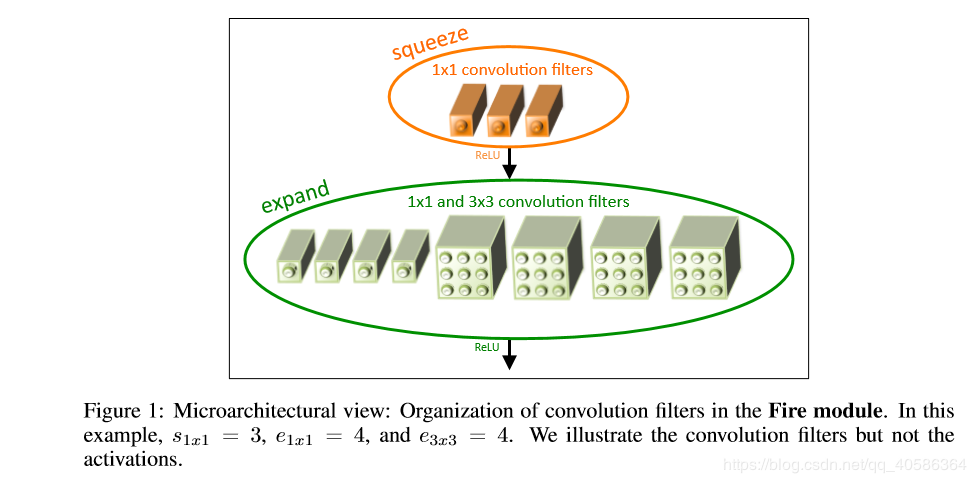 squeeze
1x1 convolution filters
ReLU
expand
1x1 and 3x3 convolution filters
ReLU
Figure 1: Microarchitectural view: Organization of convolution filters in the Fire module. In this
example, s1x1 = 3, e1x1 = 4, and e3x3 = 4. We illustrate the convolution filters but not the
activations.
https://blog.csdn.net/qq_40586364